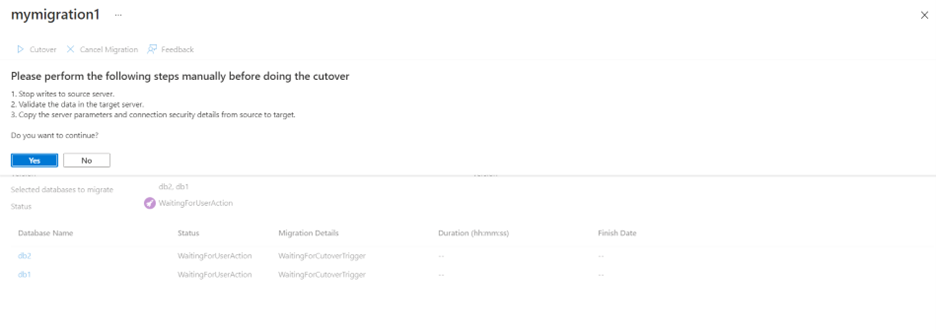 mymigration1 ...
Cutover Cancel Migration Feedback
Please perform the following steps manually before doing the cutover
1. Stop writes to source server.
2. Validate the data in the target server.
3. Copy the server parameters and connection security details from source to target.
Do you want to continue?
Yes No
Selected databases to migrate db2, db1
Status WaitingForUserAction
Database Name Status Migration Details Duration (hh:mm:ss) Finish Date
db2 WaitingForUserAction WaitingForCutoverTrigger -- --
db1 WaitingForUserAction WaitingForCutoverTrigger -- --